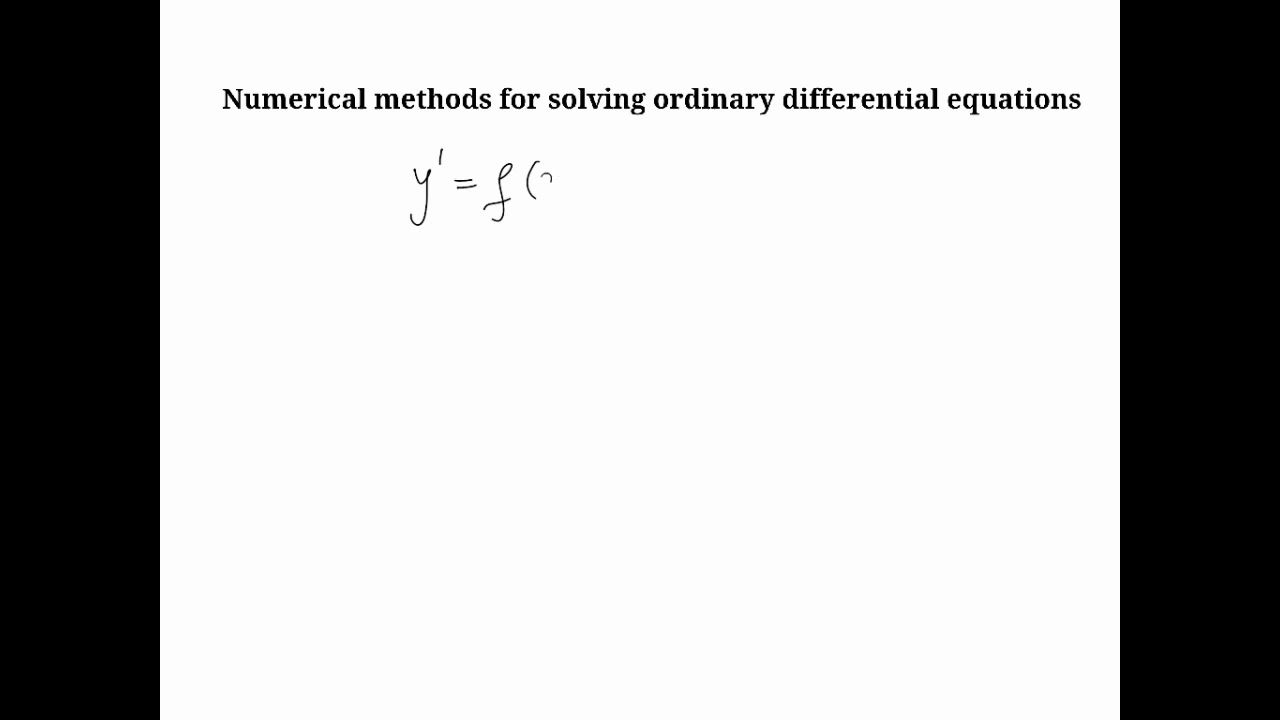 Numerical methods for solving ordinary differential equations
y' = f(